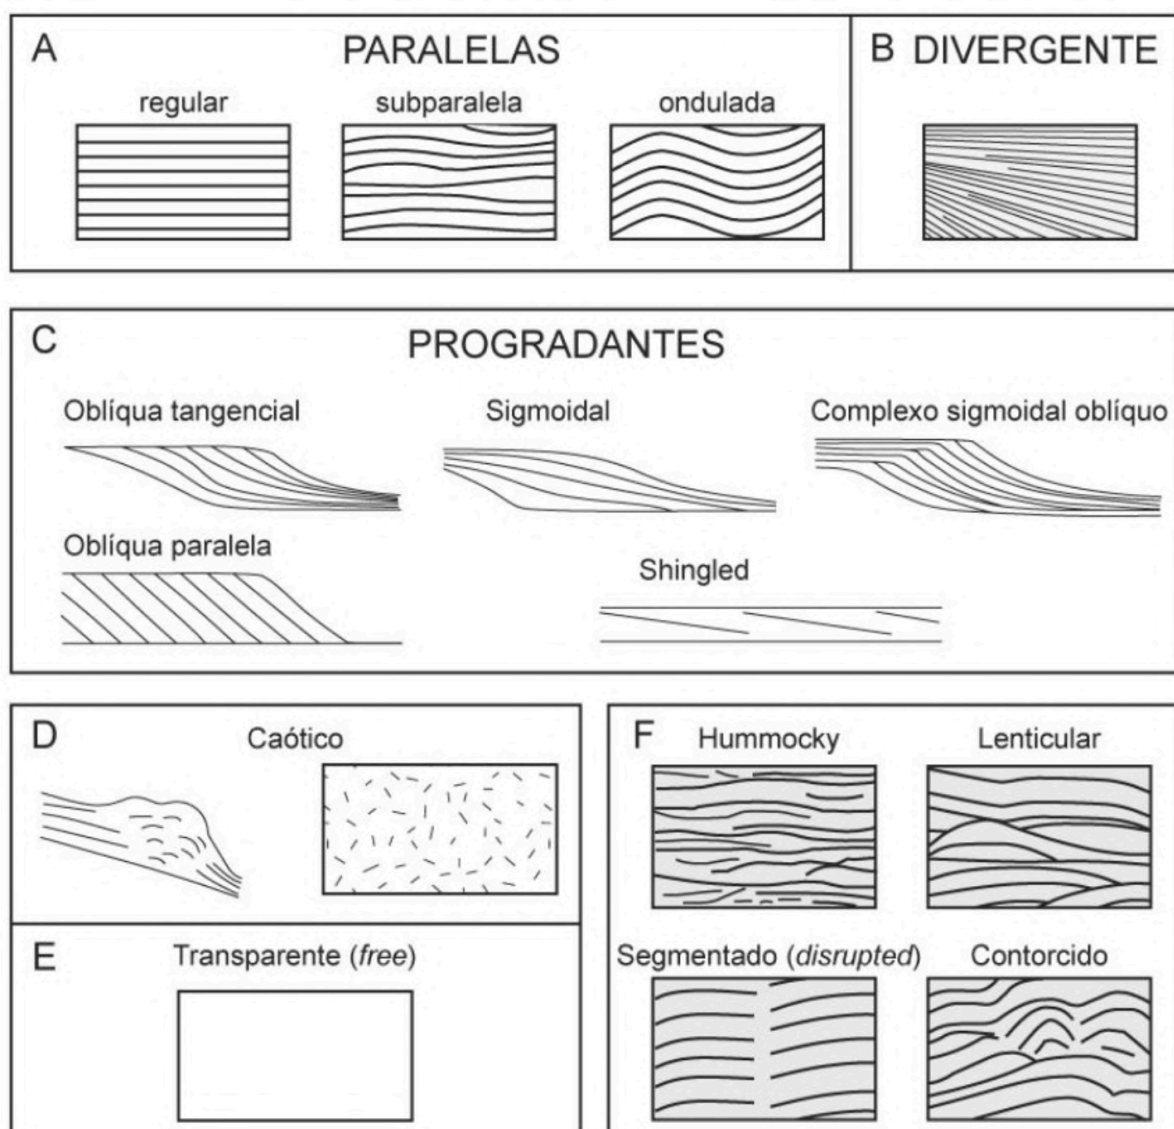 A PARALELAS
regular subparalela ondulada
B DIVERGENTE
C PROGRADANTES
Oblíqua tangencial Sigmoidal Complexo sigmoidal oblíquo
Oblíqua paralela
Shingled
D Caótico
E Transparente (free)
F Hummocky Lenticular
Segmentado (disrupted) Contorcido